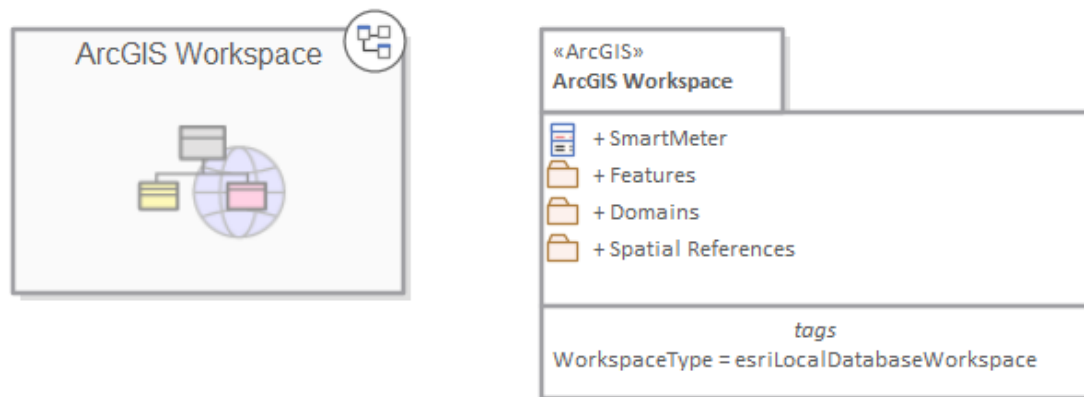 ArcGIS Workspace
«ArcGIS»
ArcGIS Workspace
+ SmartMeter
+ Features
+ Domains
+ Spatial References
tags
WorkspaceType = esriLocalDatabaseWorkspace